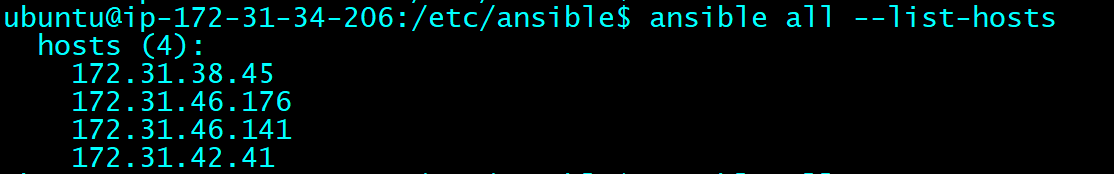 ubuntu@ip-172-31-34-206:/etc/ansible$ ansible all --list-hosts
hosts (4):
172.31.38.45
172.31.46.176
172.31.46.141
172.31.42.41